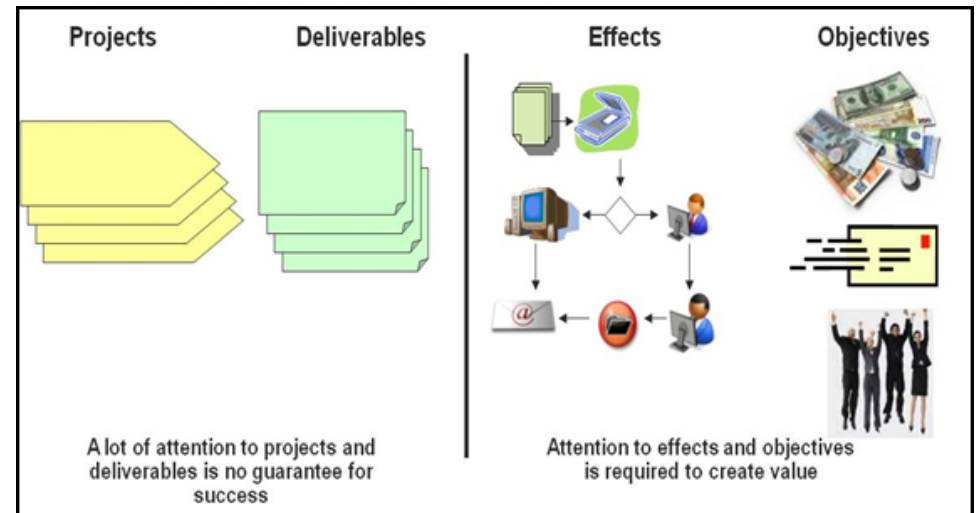 Projects
Deliverables
Effects
Objectives
@
A lot of attention to projects and
deliverables is no guarantee for
success
Attention to effects and objectives
is required to create value